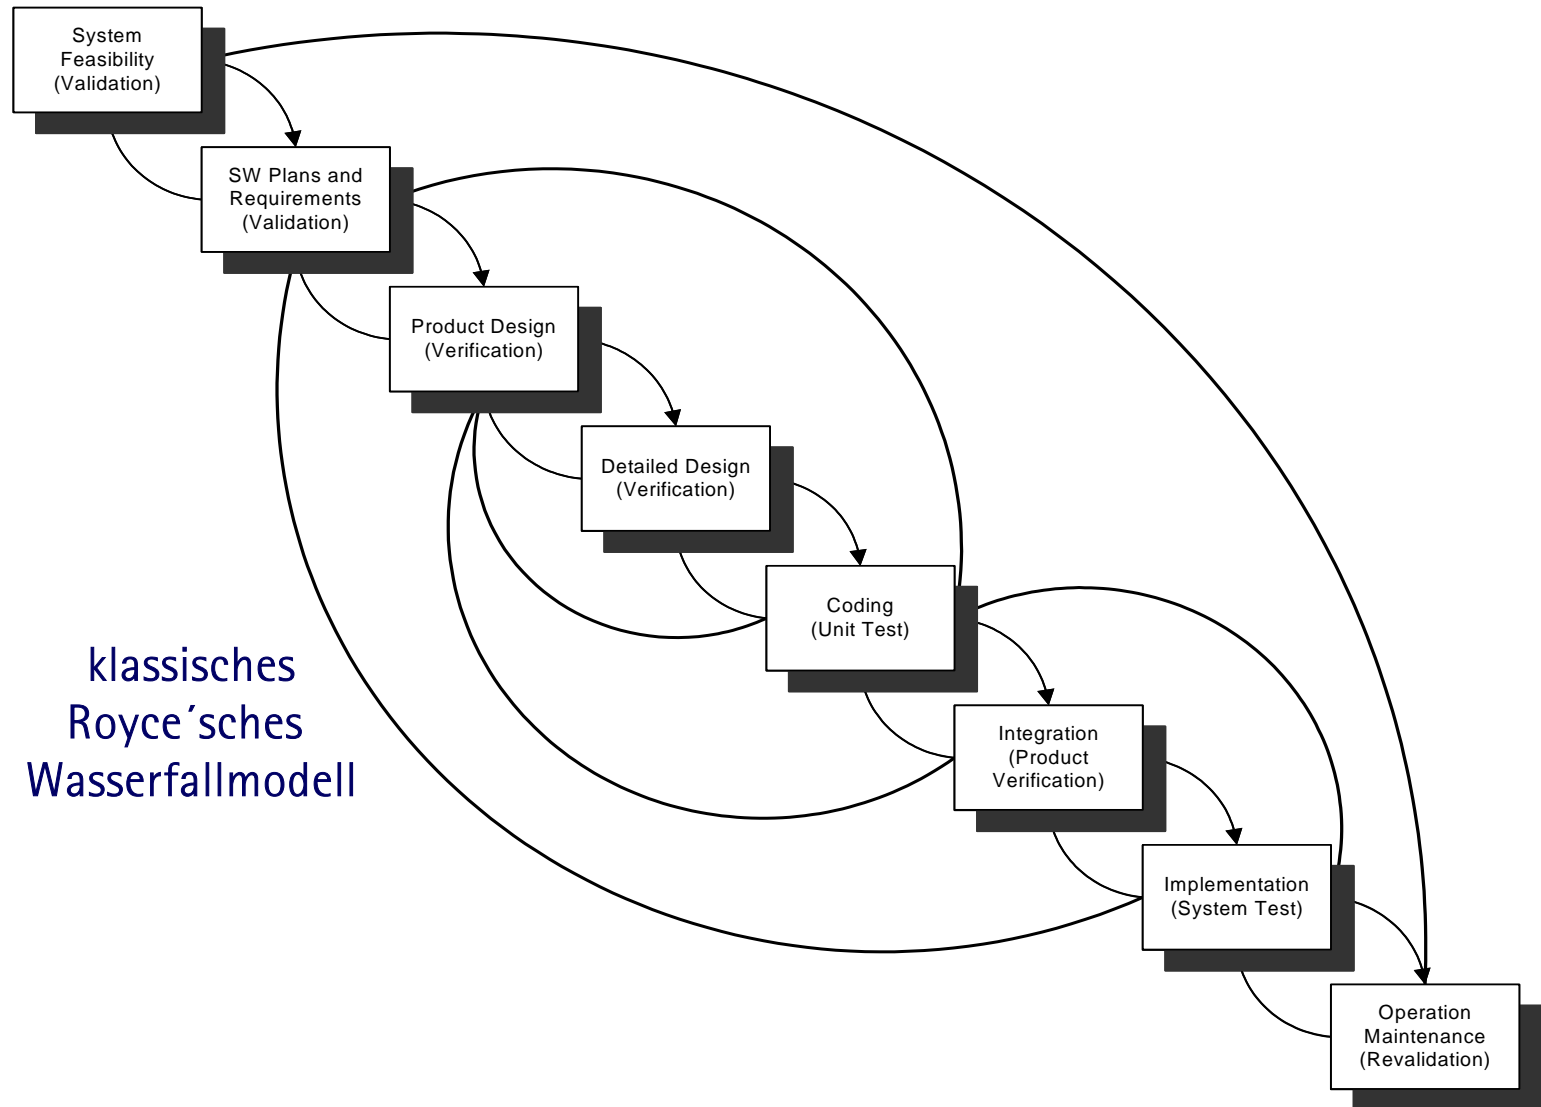 System
Feasibility
(Validation)
SW Plans and
Requirements
(Validation)
Product Design
(Verification)
Detailed Design
(Verification)
Coding
(Unit Test)
klassisches
Royce´sches
Wasserfallmodell
Integration
(Product
Verification)
Implementation
(System Test)
Operation
Maintenance
(Revalidation)